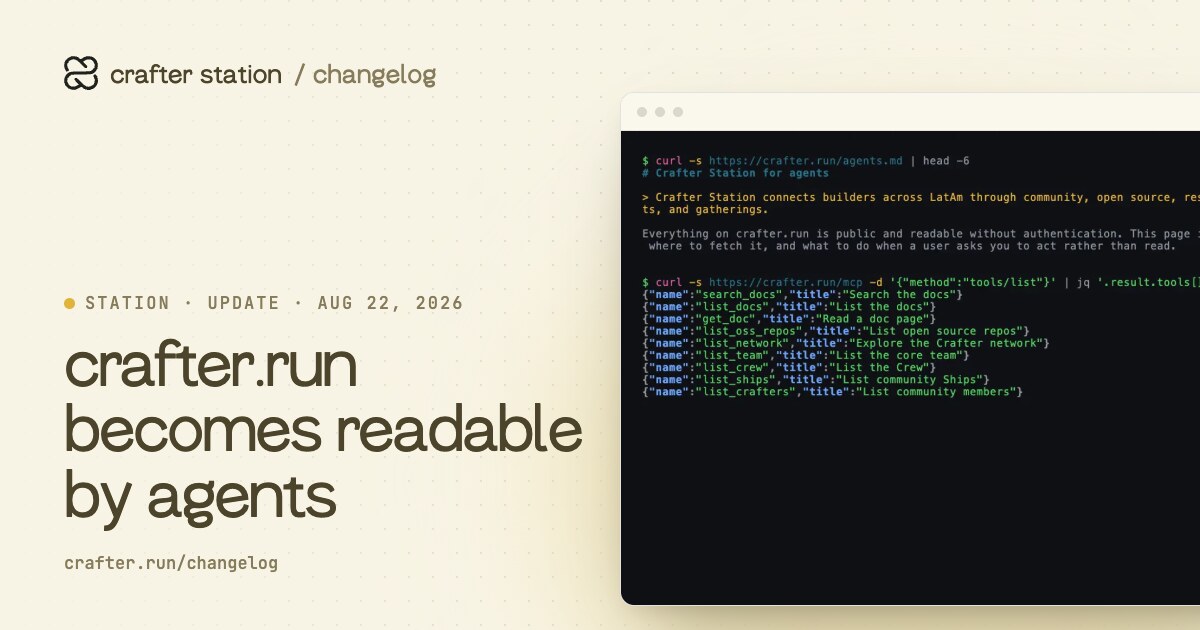 crafter station / changelog
STATION · UPDATE · AUG 22, 2026
crafter.run
becomes readable
by agents
crafter.run/changelog
$ curl -s https://crafter.run/agents.md | head -6
# Crafter Station for agents
> Crafter Station connects builders across LatAm through community, open source, res
ts, and gatherings.
Everything on crafter.run is public and readable without authentication. This page
where to fetch it, and what to do when a user asks you to act rather than read.
$ curl -s https://crafter.run/mcp -d '{"method":"tools/list"}' | jq '.result.tools[]
{"name":"search_docs","title":"Search the docs"}
{"name":"list_docs","title":"List the docs"}
{"name":"get_doc","title":"Read a doc page"}
{"name":"list_oss_repos","title":"List open source repos"}
{"name":"list_network","title":"Explore the Crafter network"}
{"name":"list_team","title":"List the core team"}
{"name":"list_crew","title":"List the Crew"}
{"name":"list_ships","title":"List community Ships"}
{"name":"list_crafters","title":"List community members"}